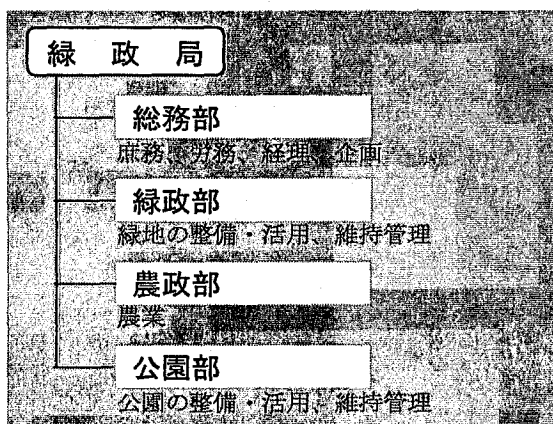 緑政局
総務部
庶務、労務、経理、企画
緑政部
緑地の整備・活用、維持管理
農政部
農業
公園部
公園の整備・活用、維持管理